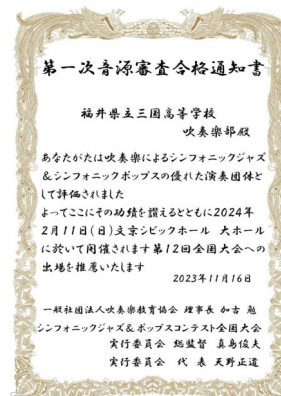 第一次音源審査合格通知書
福井県立三国高等学校
吹奏楽部殿
あなたがたは吹奏楽によるシンフォニックジャズ
&シンフォニックポップスの優れた演奏団体と
して評価されました
よってここにその功績を讃えるとともに2024年
2月11日(日)文京シビックホール 大ホール
に於いて開催されます第12回全国大会への
出場を推薦いたします
2023年11月16日
一般社団法人吹奏楽教育協会 理事長 加古 勉
シンフォニックジャズ&ポップスコンテスト全国大会
実行委員会 総監督 真島俊夫
実行委員会 代 表 天野正道